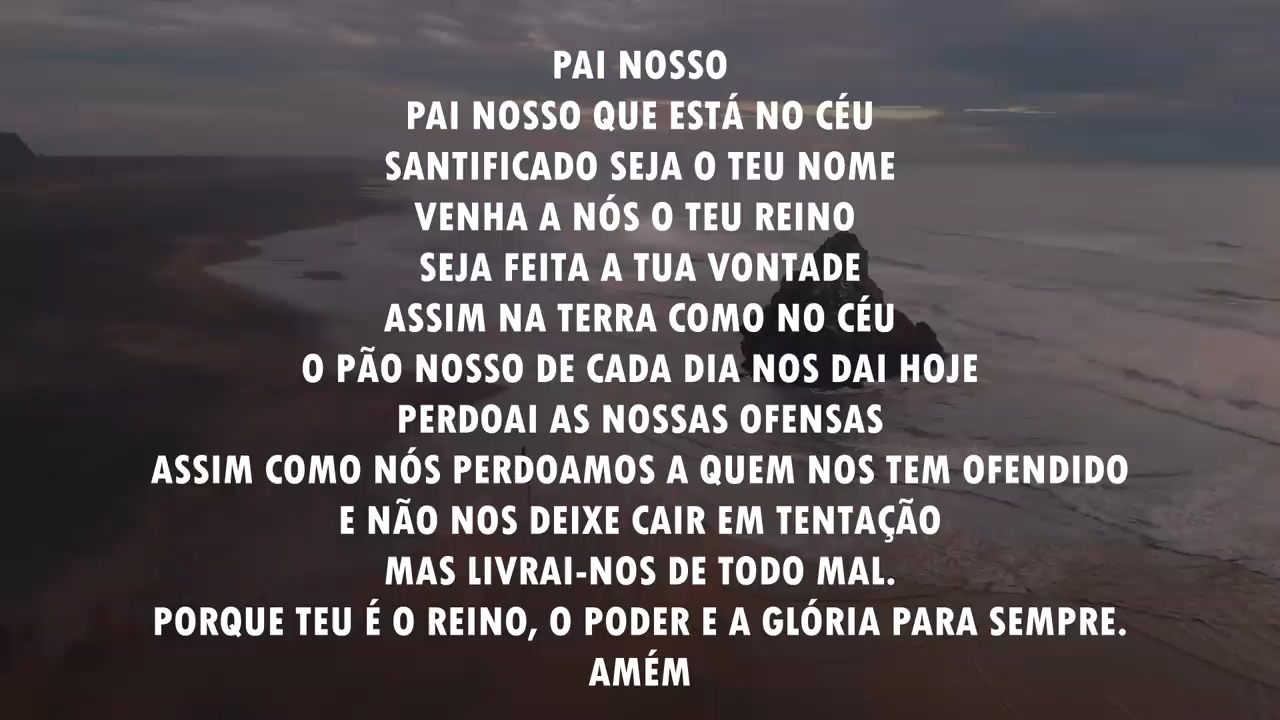 PAI NOSSO
PAI NOSSO QUE ESTÁ NO CÉU
SANTIFICADO SEJA O TEU NOME
VENHA A NÓS O TEU REINO
SEJA FEITA A TUA VONTADE
ASSIM NA TERRA COMO NO CÉU
O PÃO NOSSO DE CADA DIA NOS DAI HOJE
PERDOAI AS NOSSAS OFENSAS
ASSIM COMO NÓS PERDOAMOS A QUEM NOS TEM OFENDIDO
E NÃO NOS DEIXE CAIR EM TENTAÇÃO
MAS LIVRAI-NOS DE TODO MAL.
PORQUE TEU É O REINO, O PODER E A GLÓRIA PARA SEMPRE.
AMÉM